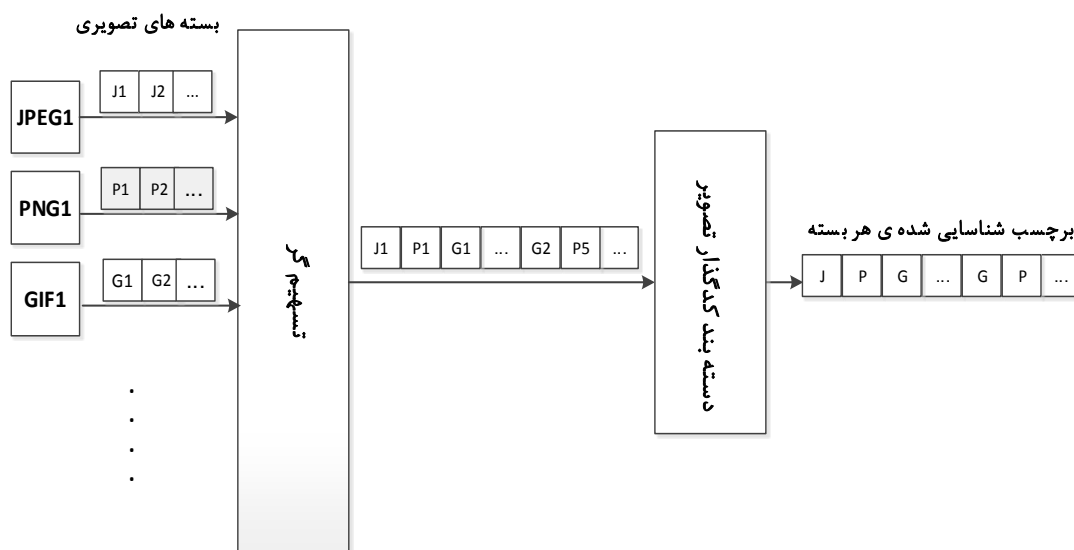 بسته های تصویری
JPEG1
J1 J2 ...
PNG1
P1 P2 ...
GIF1
G1 G2 ...
تسهیم گر
J1 P1 G1 ... G2 P5 ...
دسته بند کدگذار تصویر
برچسب شناسایی شده ی هر بسته
J P G ... G P ...